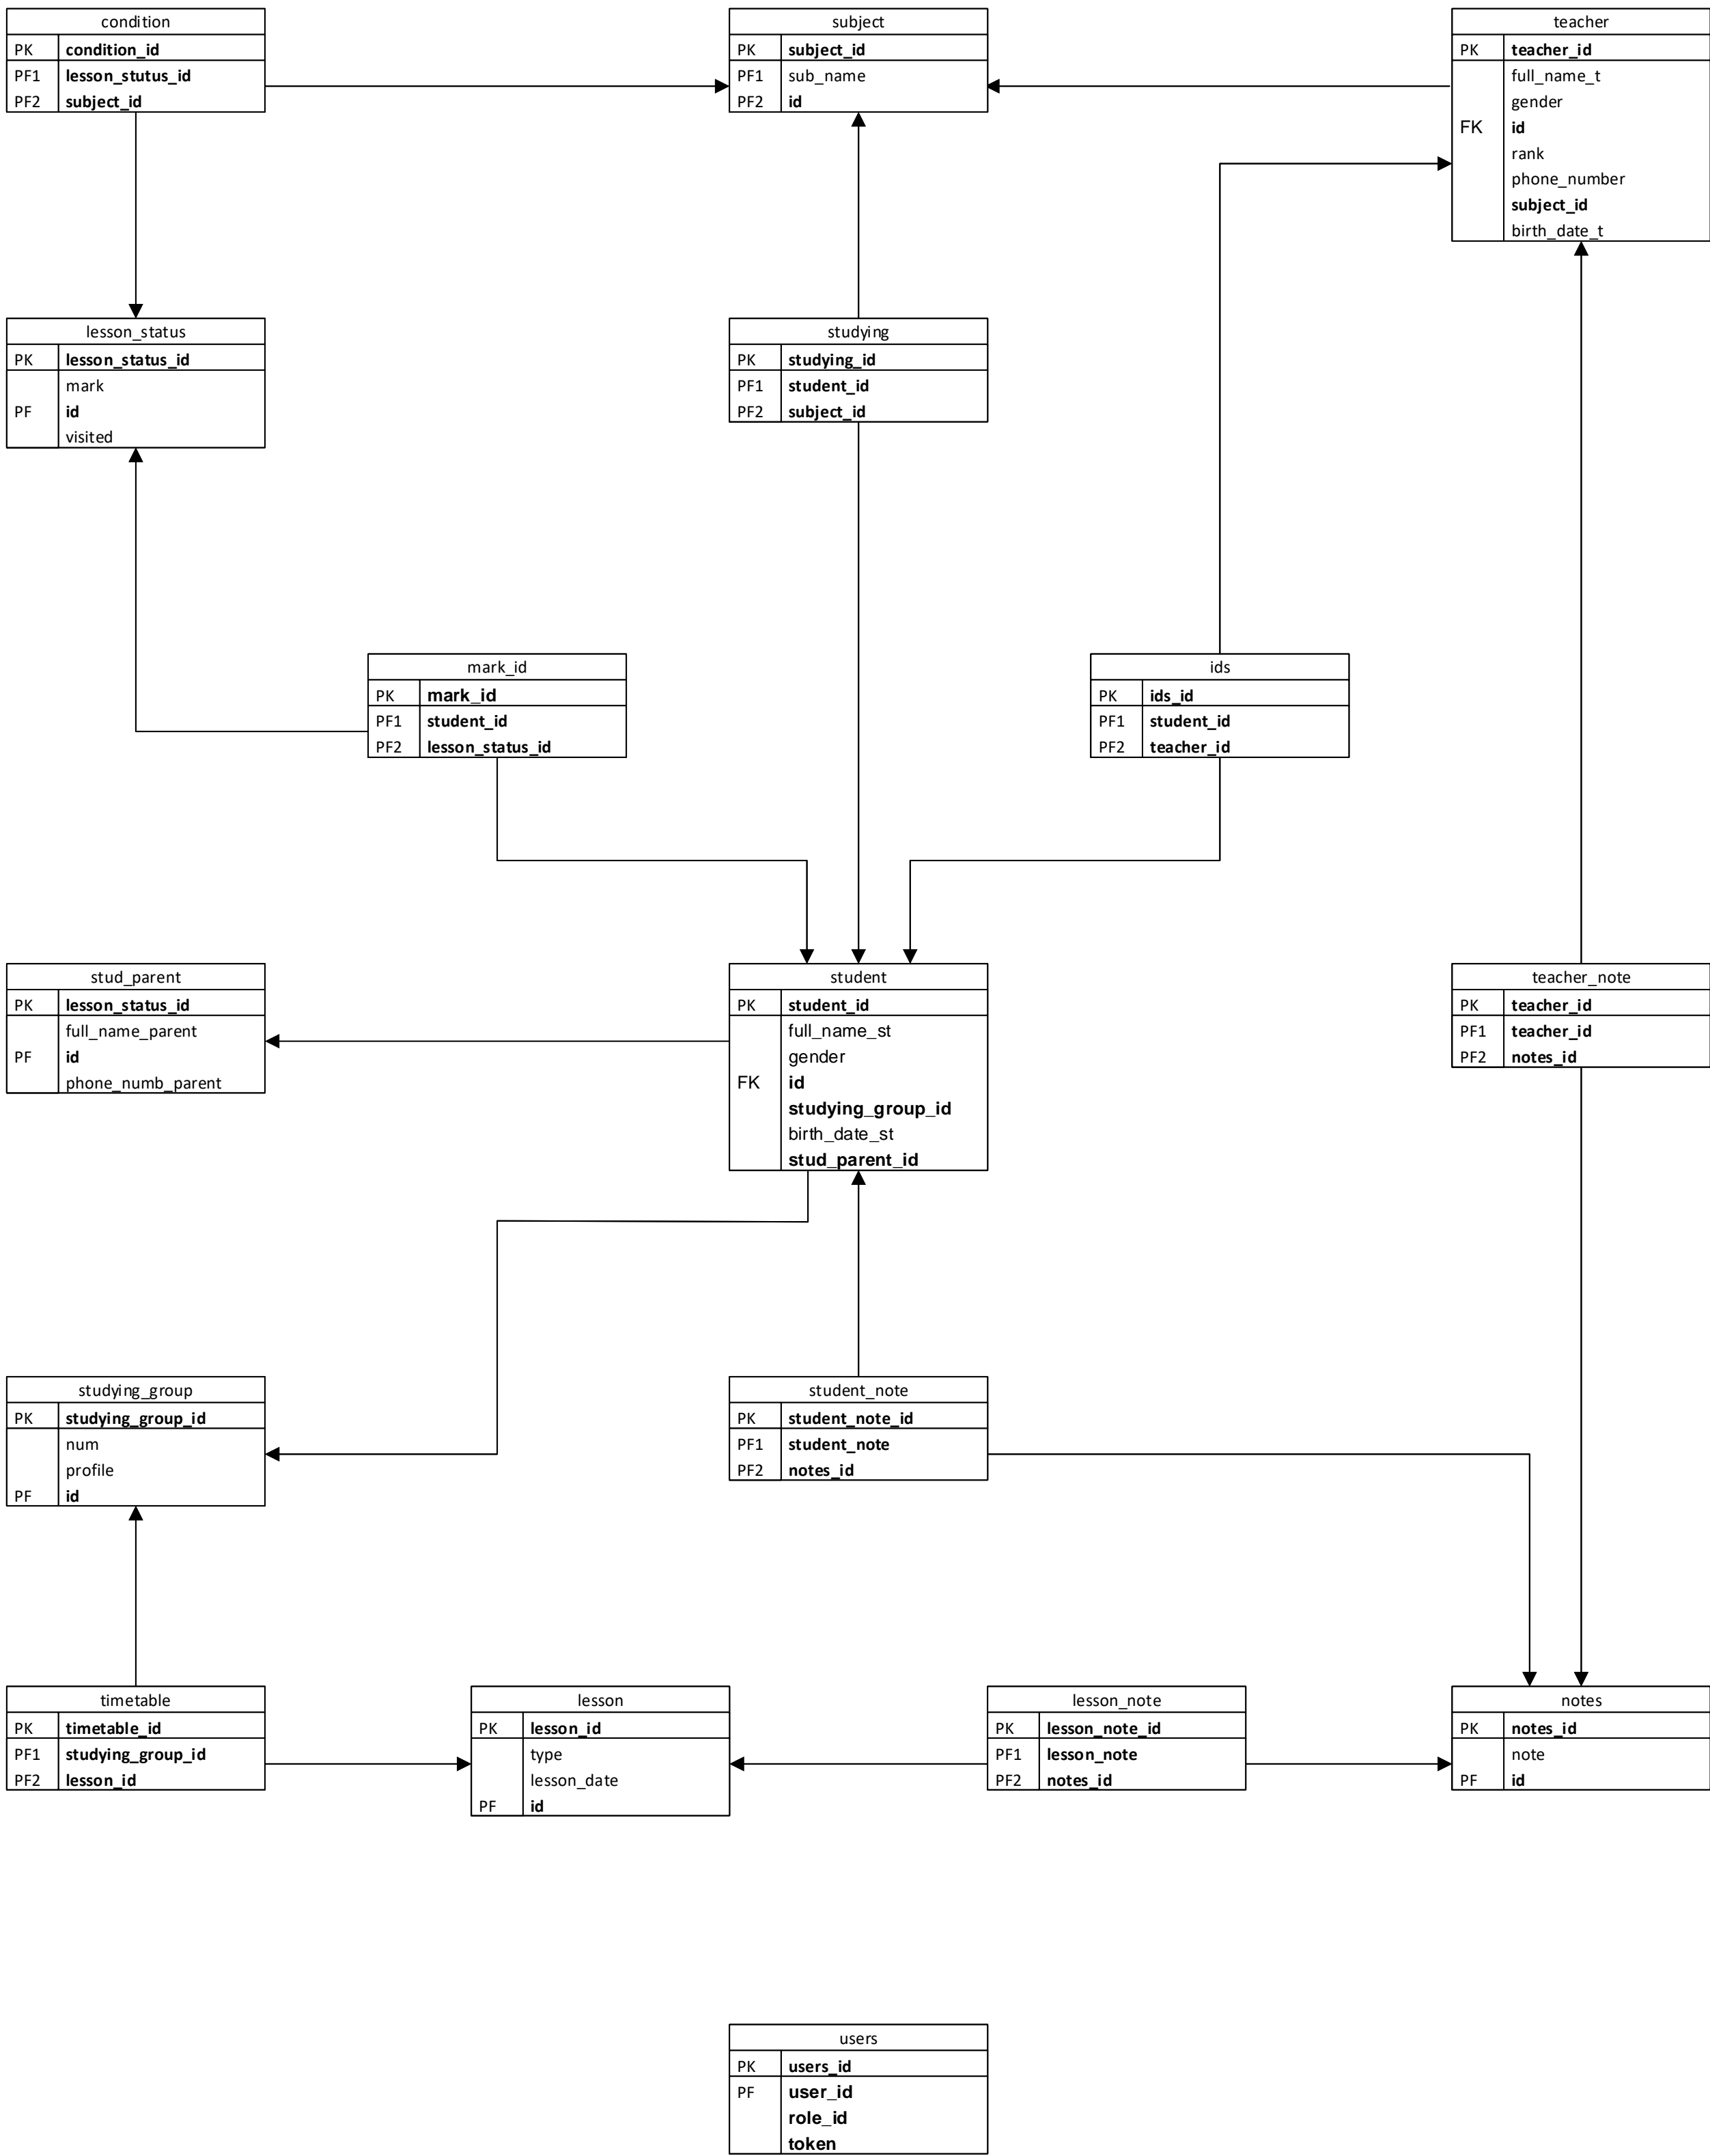 condition
PK condition_id
PF1 lesson_stutus_id
PF2 subject_id
subject
PK subject_id
PF1 sub_name
PF2 id
teacher
PK teacher_id
full_name_t
gender
FK id
rank
phone_number
subject_id
birth_date_t
lesson_status
PK lesson_status_id
mark
PF id
visited
studying
PK studying_id
PF1 student_id
PF2 subject_id
mark_id
PK mark_id
PF1 student_id
PF2 lesson_status_id
ids
PK ids_id
PF1 student_id
PF2 teacher_id
stud_parent
PK lesson_status_id
full_name_parent
PF id
phone_numb_parent
student
PK student_id
full_name_st
gender
FK id
studying_group_id
birth_date_st
stud_parent_id
teacher_note
PK teacher_id
PF1 teacher_id
PF2 notes_id
studying_group
PK studying_group_id
num
profile
PF id
student_note
PK student_note_id
PF1 student_note
PF2 notes_id
timetable
PK timetable_id
PF1 studying_group_id
PF2 lesson_id
lesson
PK lesson_id
type
lesson_date
PF id
lesson_note
PK lesson_note_id
PF1 lesson_note
PF2 notes_id
notes
PK notes_id
note
PF id
users
PK users_id
PF user_id
role_id
token